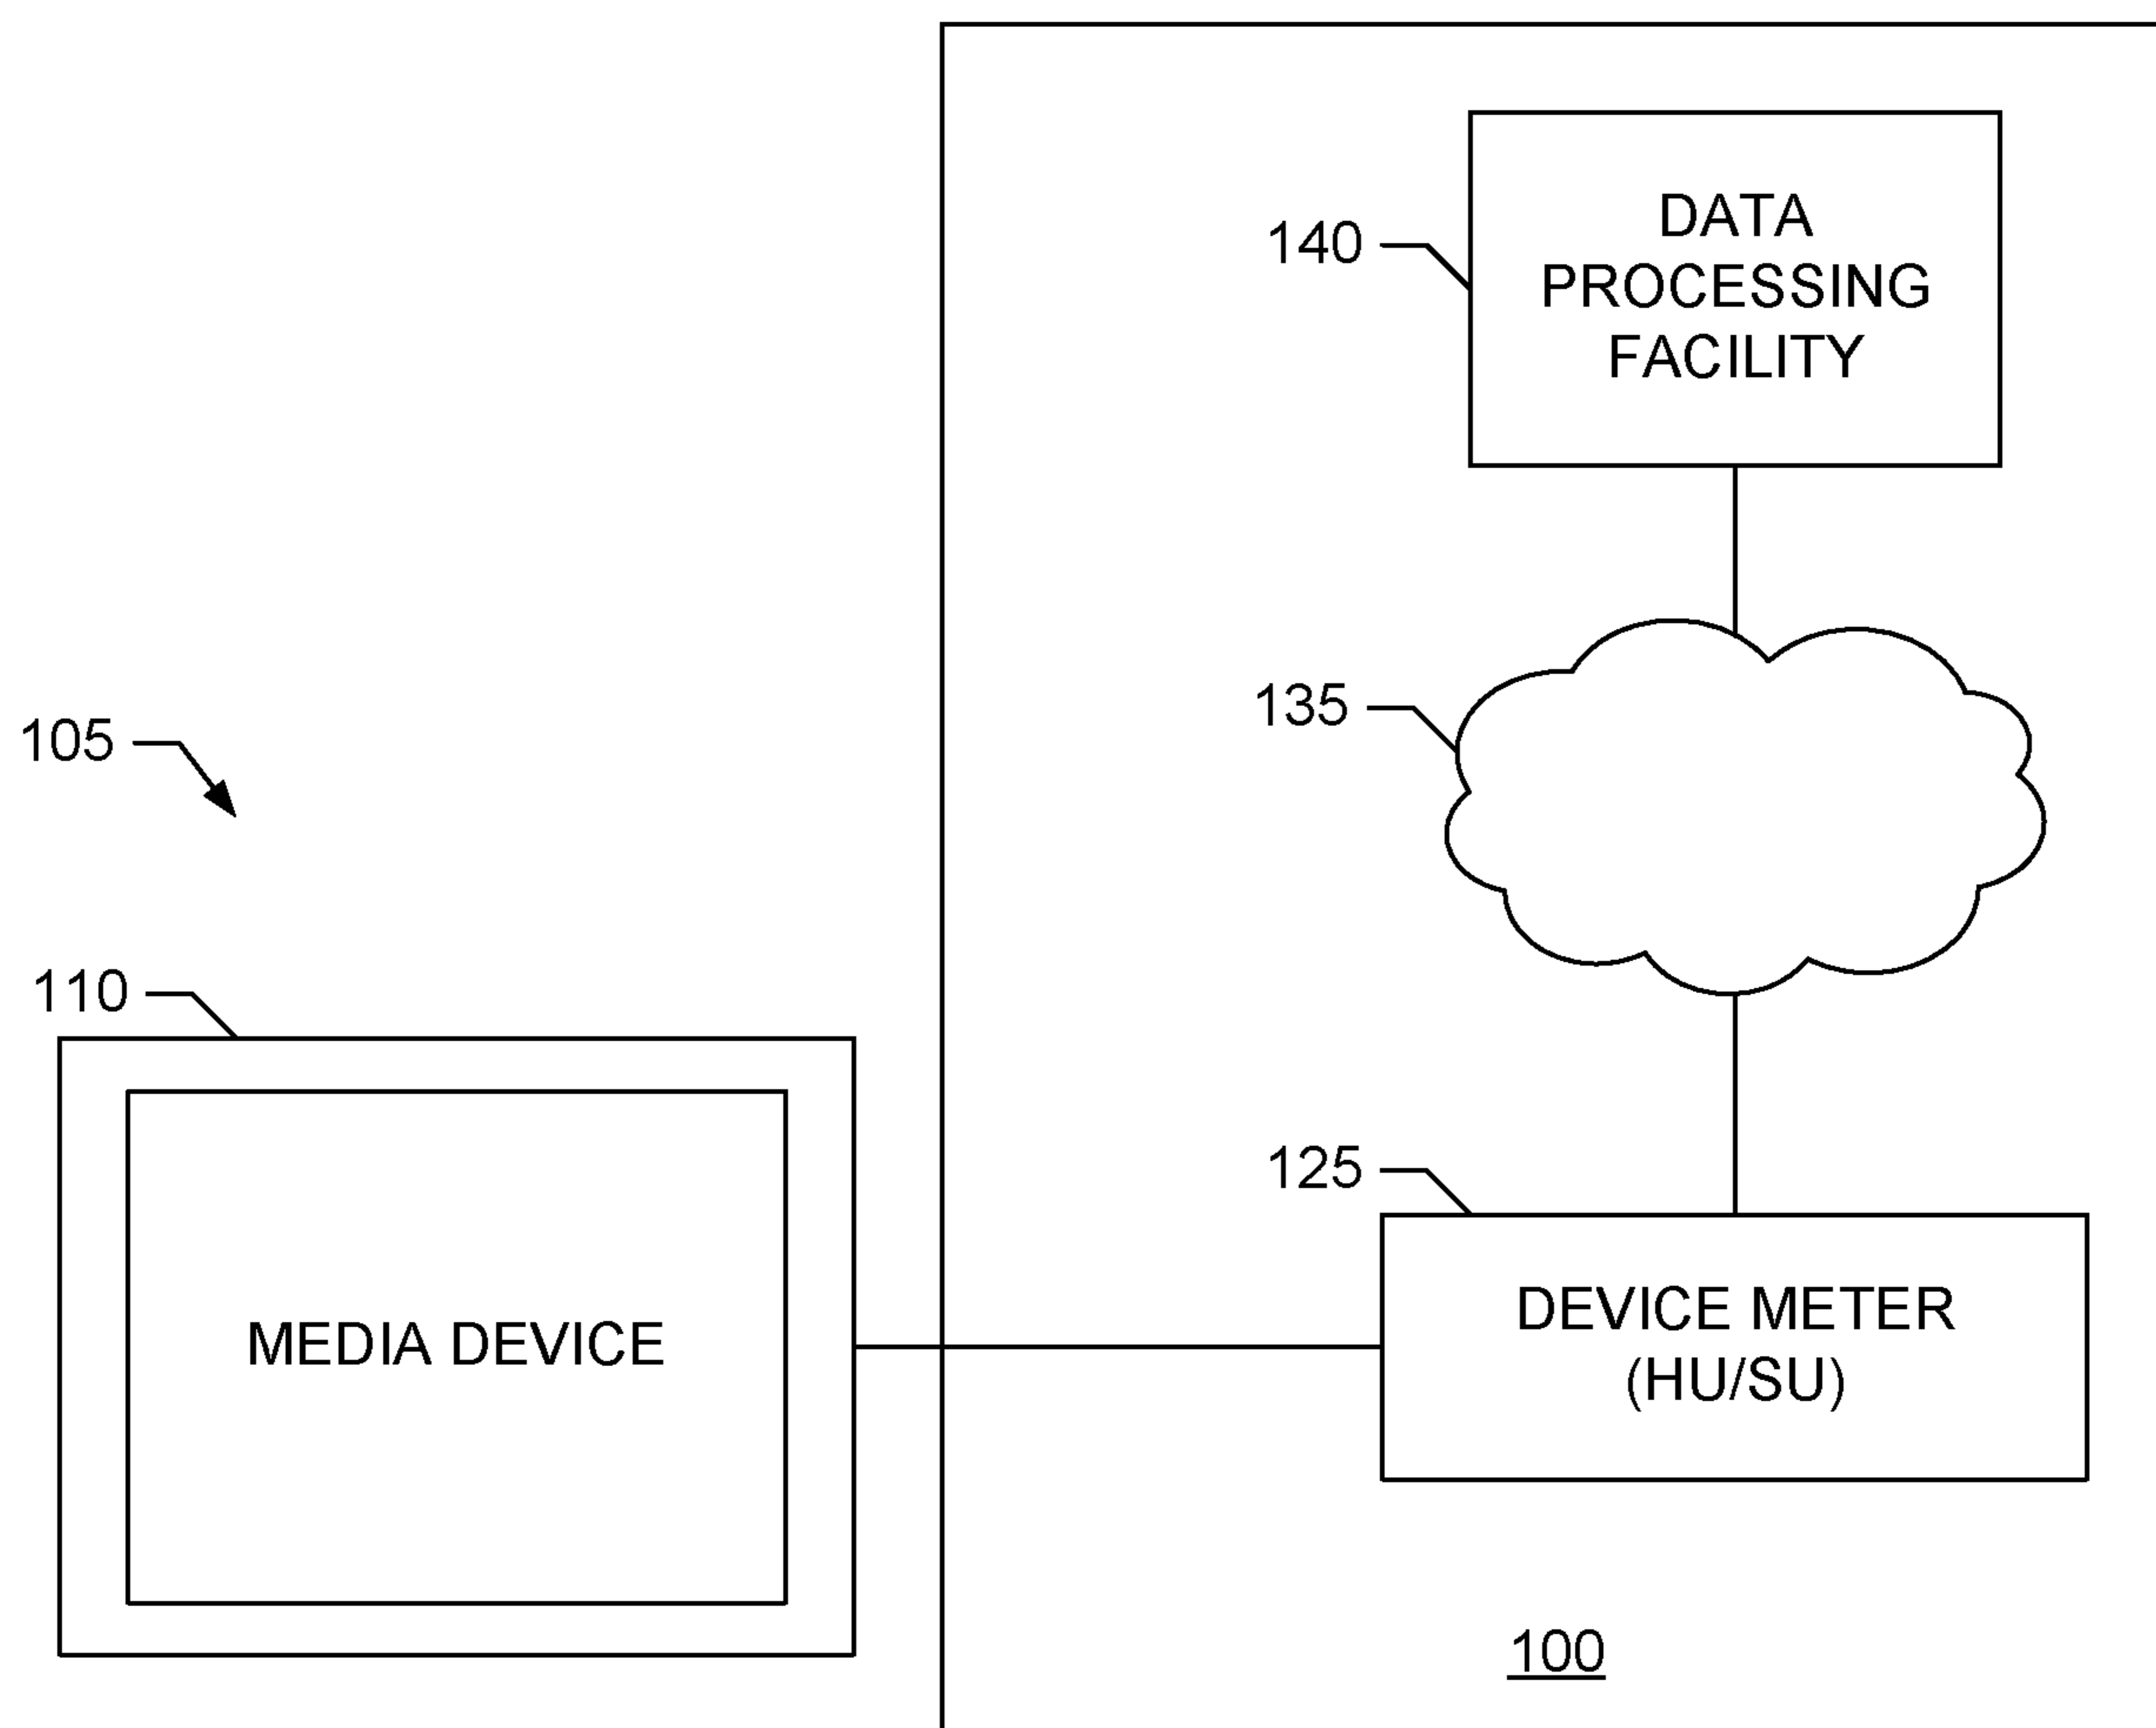 140
DATA
PROCESSING
FACILITY
135
105
110
MEDIA DEVICE
125
DEVICE METER
(HU/SU)
100